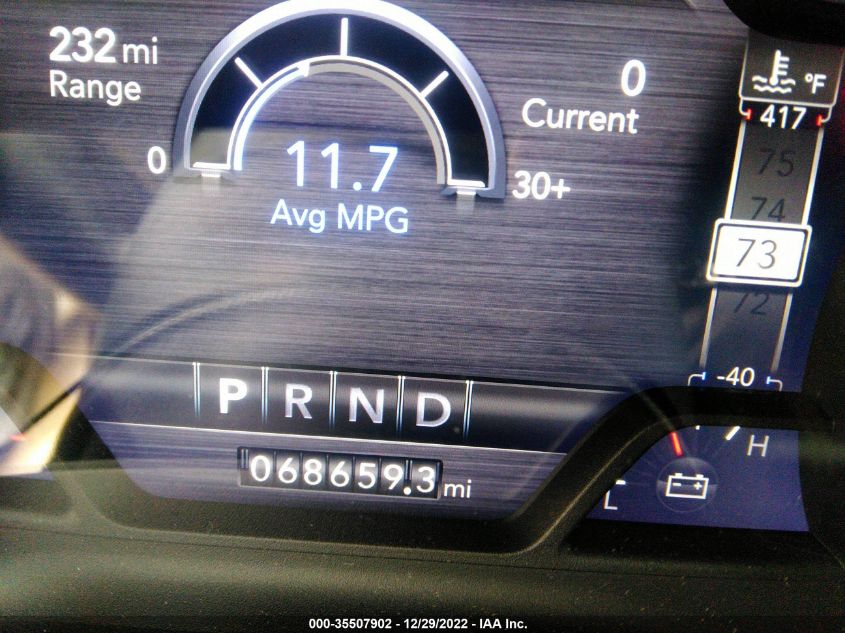 232 mi
Range
0
11.7
Avg MPG
30+
0
Current
°F
417
75
74
73
72
-40
P R N D
068659.3 mi
H
000-35507902 - 12/29/2022 - IAA Inc.